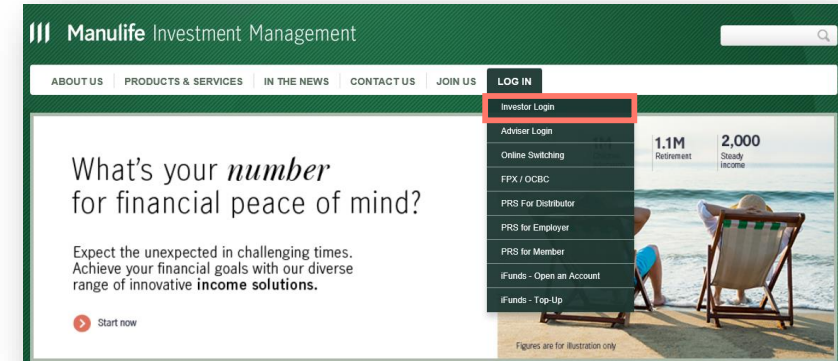 Manulife Investment Management
ABOUT US PRODUCTS & SERVICES IN THE NEWS CONTACT US JOIN US LOG IN
Investor Login
Adviser Login
Online Switching
FPX / OCBC
PRS For Distributor
PRS for Employer
PRS for Member
iFunds - Open an Account
iFunds - Top-Up
1.1M
Retirement
2,000
Steady
income
What's your number
for financial peace of mind?
Expect the unexpected in challenging times.
Achieve your financial goals with our diverse
range of innovative income solutions.
Start now
Figures are for illustration only